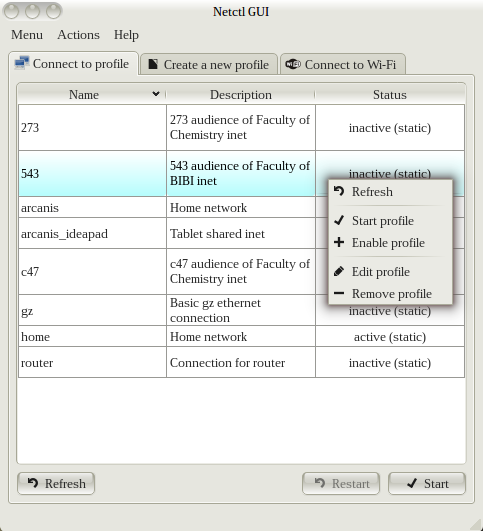 Netctl GUI
Menu Actions Help
Connect to profile Create a new profile Connect to Wi-Fi
Name Description Status
273 273 audience of Faculty of Chemistry inet inactive (static)
543 543 audience of Faculty of BIBI inet inactive (static)
Refresh
Start profile
Enable profile
Edit profile
Remove profile
arcanis Home network
arcanis_ideapad Tablet shared inet
c47 c47 audience of Faculty of Chemistry inet
gz Basic gz ethernet connection inactive (static)
home Home network active (static)
router Connection for router inactive (static)
Refresh Restart Start